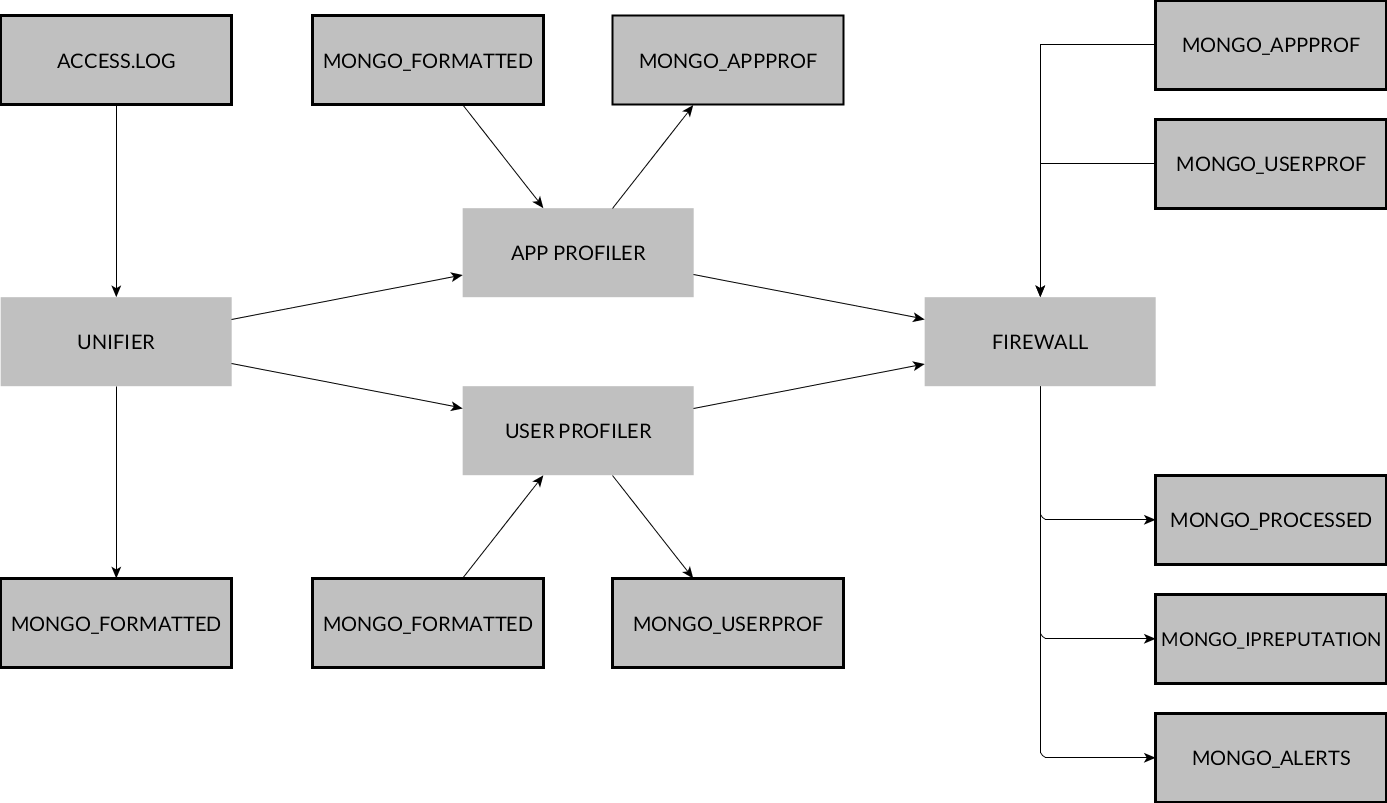 ACCESS.LOG
MONGO_FORMATTED
MONGO_APPPROF
MONGO_APPPROF
MONGO_USERPROF
APP PROFILER
UNIFIER
FIREWALL
USER PROFILER
MONGO_PROCESSED
MONGO_FORMATTED
MONGO_FORMATTED
MONGO_USERPROF
MONGO_IPREPUTATION
MONGO_ALERTS